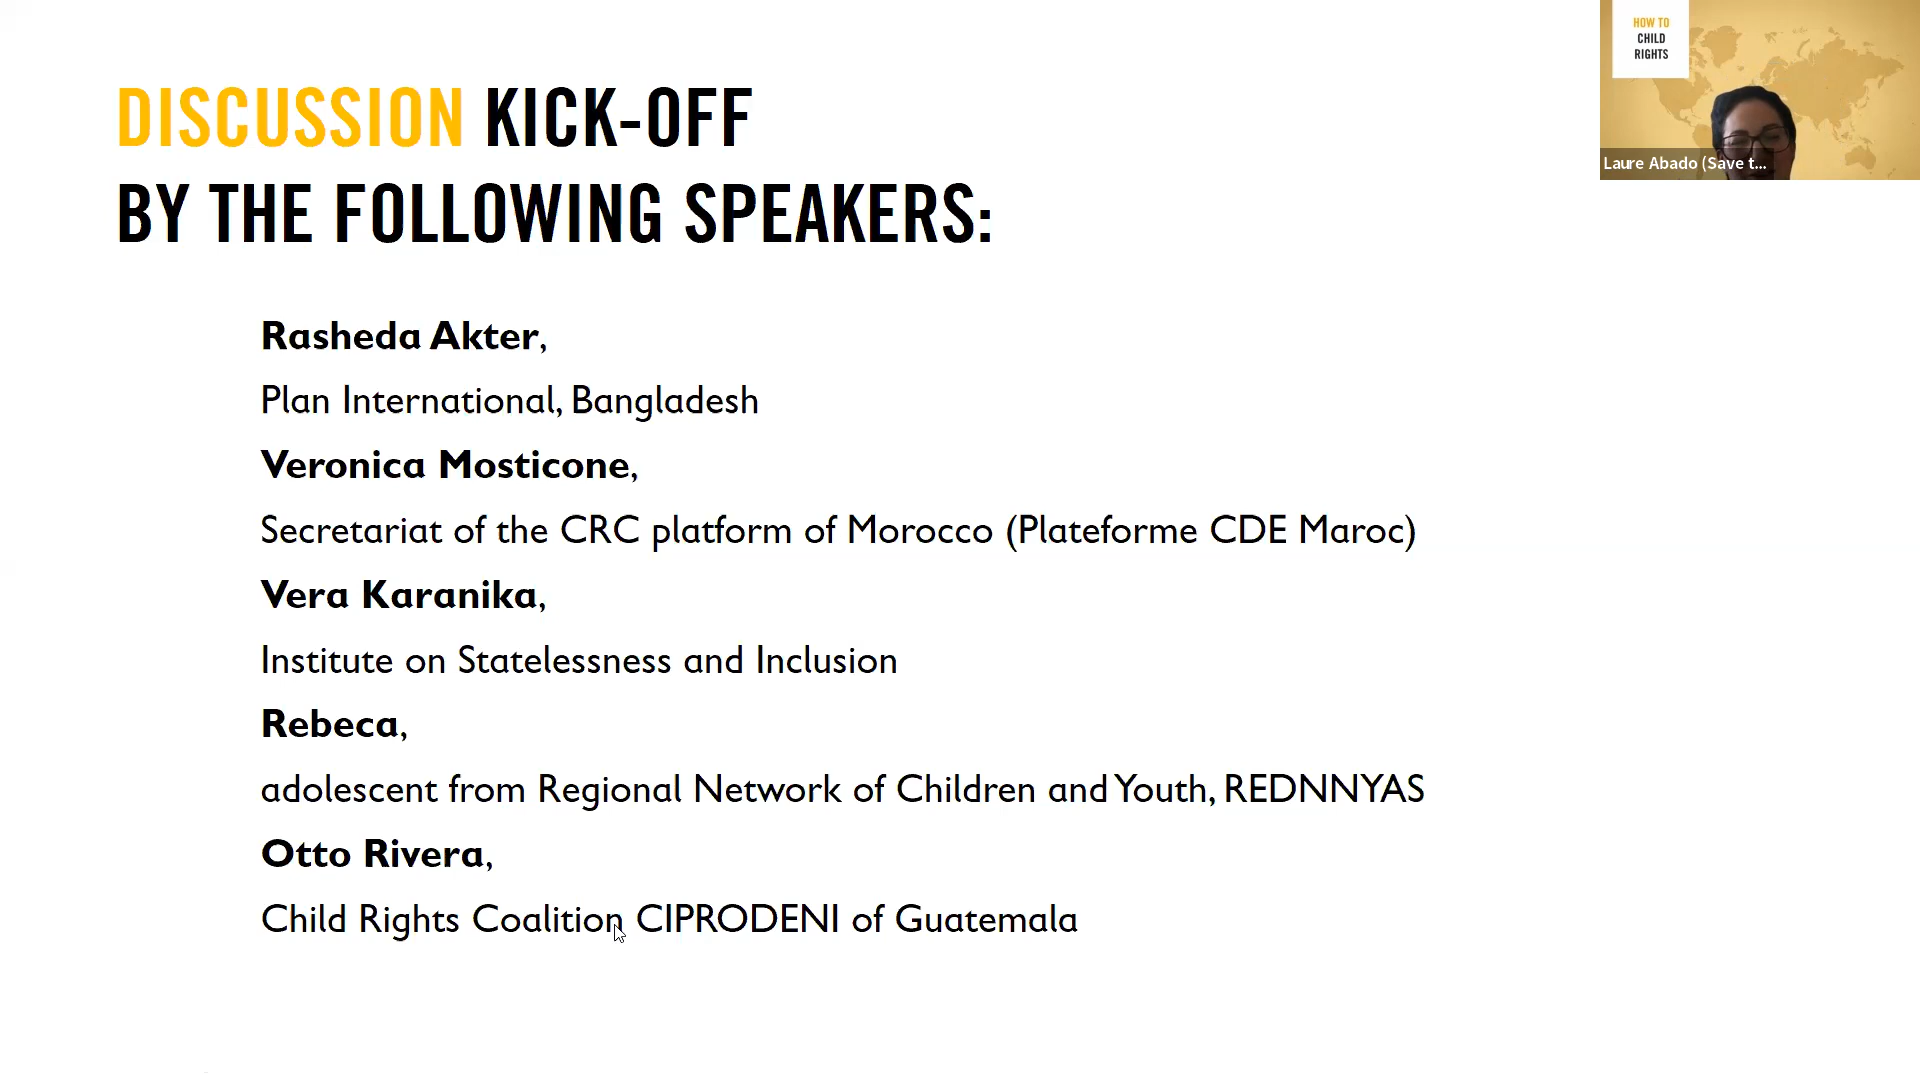 DISCUSSION KICK-OFF
BY THE FOLLOWING SPEAKERS:
Rasheda Akter,
Plan International, Bangladesh
Veronica Mosticone,
Secretariat of the CRC platform of Morocco (Plateforme CDE Maroc)
Vera Karanika,
Institute on Statelessness and Inclusion
Rebeca,
adolescent from Regional Network of Children and Youth, REDNNYAS
Otto Rivera,
Child Rights Coalition CIPRODENI of Guatemala
HOW TO
CHILD
RIGHTS
Laure Abado (Save t...